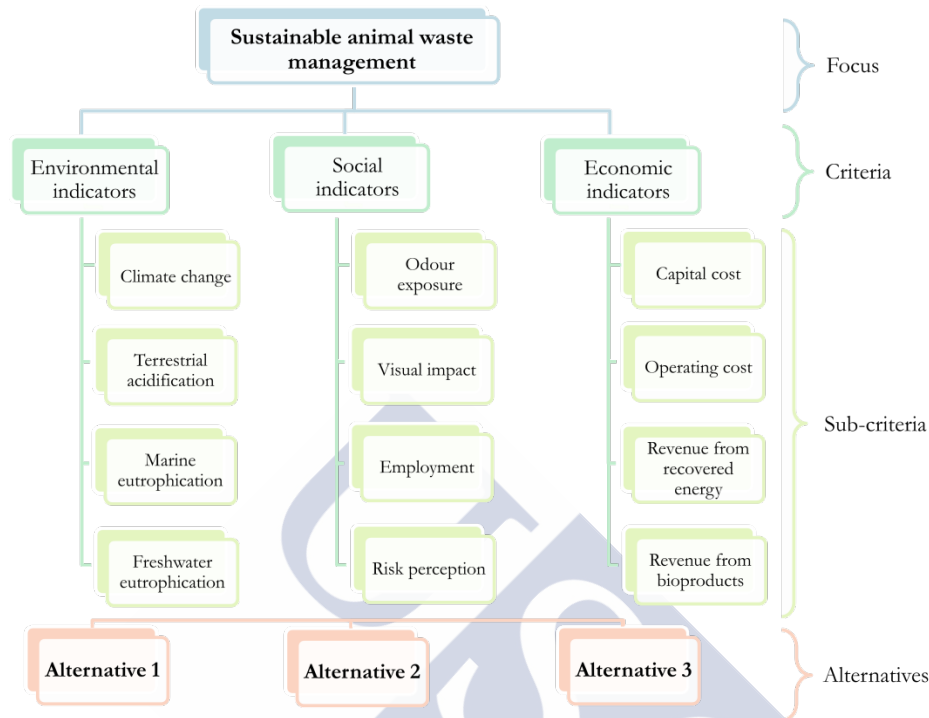 Sustainable animal waste
management
Focus
Environmental
indicators
Social
indicators
Economic
indicators
Criteria
Climate change
Odour
exposure
Capital cost
Terrestrial
acidification
Visual impact
Operating cost
Sub-criteria
Marine
eutrophication
Employment
Revenue from
recovered
energy
Freshwater
eutrophication
Risk perception
Revenue from
bioproducts
Alternative 1
Alternative 2
Alternative 3
Alternatives